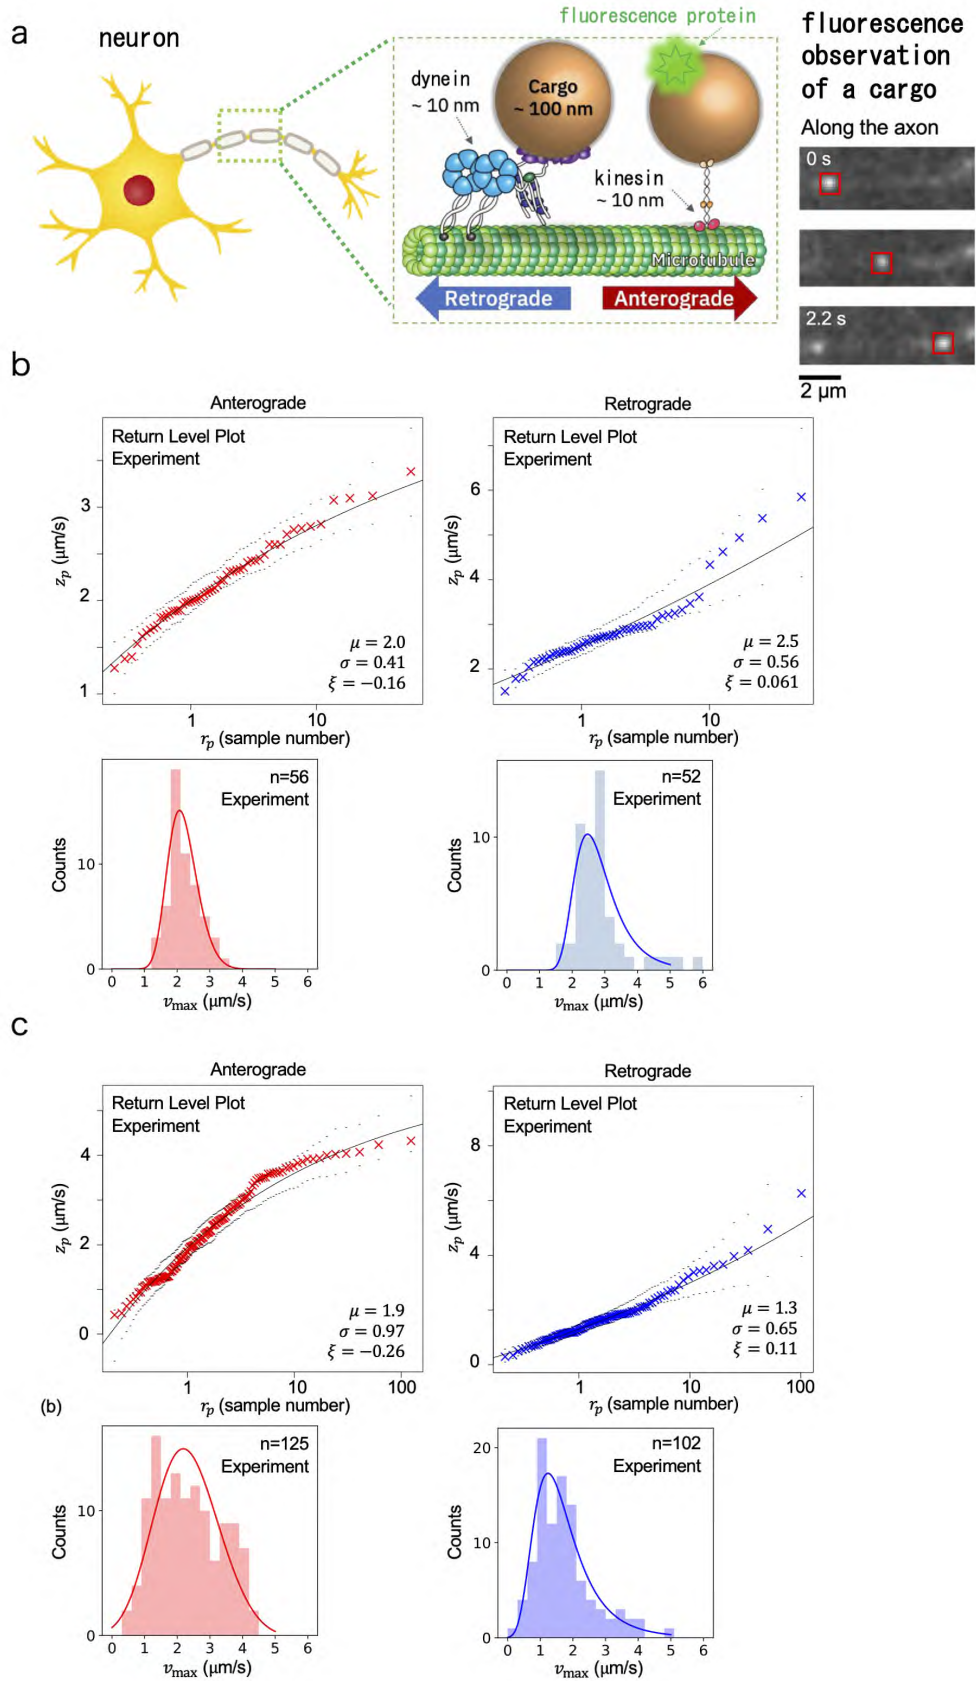 a
neuron
fluorescence protein
dynein
~ 10 nm
Cargo
~ 100 nm
kinesin
~ 10 nm
Microtubule
Retrograde
Anterograde
fluorescence
observation
of a cargo
Along the axon
0 s
2.2 s
2 μm
b
Anterograde
Return Level Plot
Experiment
3
2
1
z_p (μm/s)
μ = 2.0
σ = 0.41
ξ = −0.16
1 10
r_p (sample number)
Retrograde
Return Level Plot
Experiment
6
4
2
z_p (μm/s)
μ = 2.5
σ = 0.56
ξ = 0.061
1 10
r_p (sample number)
n=56
Experiment
Counts
10
0
0 1 2 3 4 5 6
v_max (μm/s)
n=52
Experiment
Counts
10
0
0 1 2 3 4 5 6
v_max (μm/s)
c
Anterograde
Return Level Plot
Experiment
4
2
0
z_p (μm/s)
μ = 1.9
σ = 0.97
ξ = −0.26
1 10 100
r_p (sample number)
Retrograde
Return Level Plot
Experiment
8
4
0
z_p (μm/s)
μ = 1.3
σ = 0.65
ξ = 0.11
1 10 100
r_p (sample number)
(b)
n=125
Experiment
Counts
10
0
0 1 2 3 4 5 6
v_max (μm/s)
n=102
Experiment
Counts
20
10
0
0 1 2 3 4 5 6
v_max (μm/s)